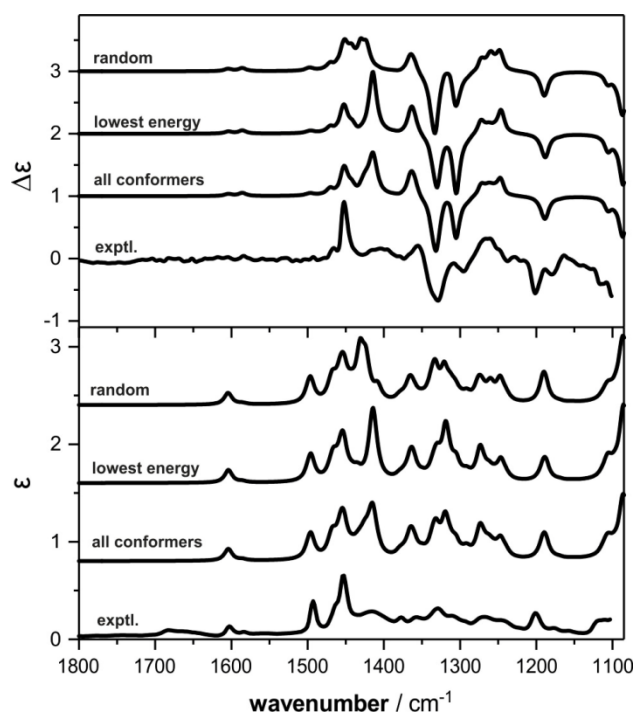 random
3
lowest energy
2
Δε
all conformers
1
exptl.
0
-1
3
random
2
lowest energy
ε
1
all conformers
exptl.
0
1800 1700 1600 1500 1400 1300 1200 1100
wavenumber / cm-1